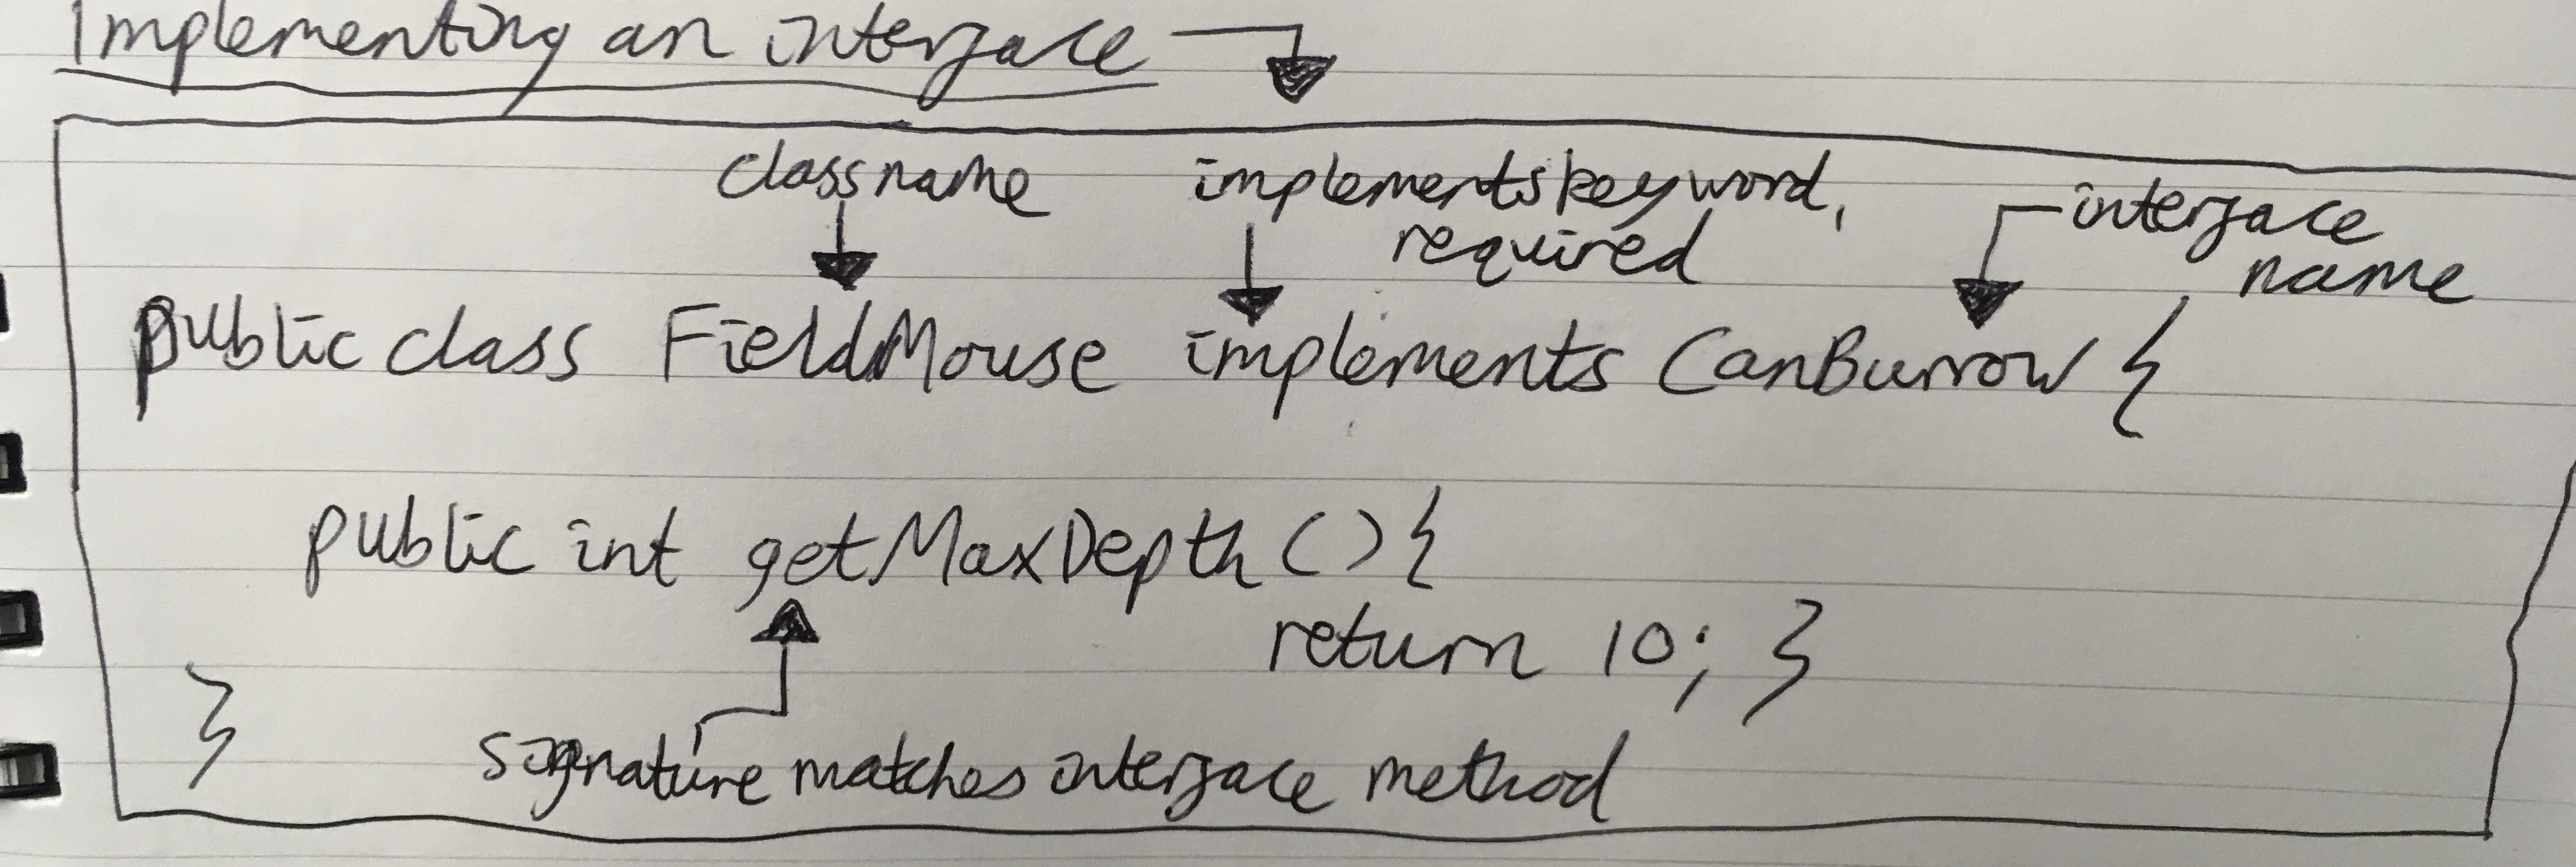 Implementing an interface
class name
implements keyword,
required
interface
name
public class FieldMouse implements CanBurrow {
public int getMaxDepth () {
return 10; }
}
signature matches interface method